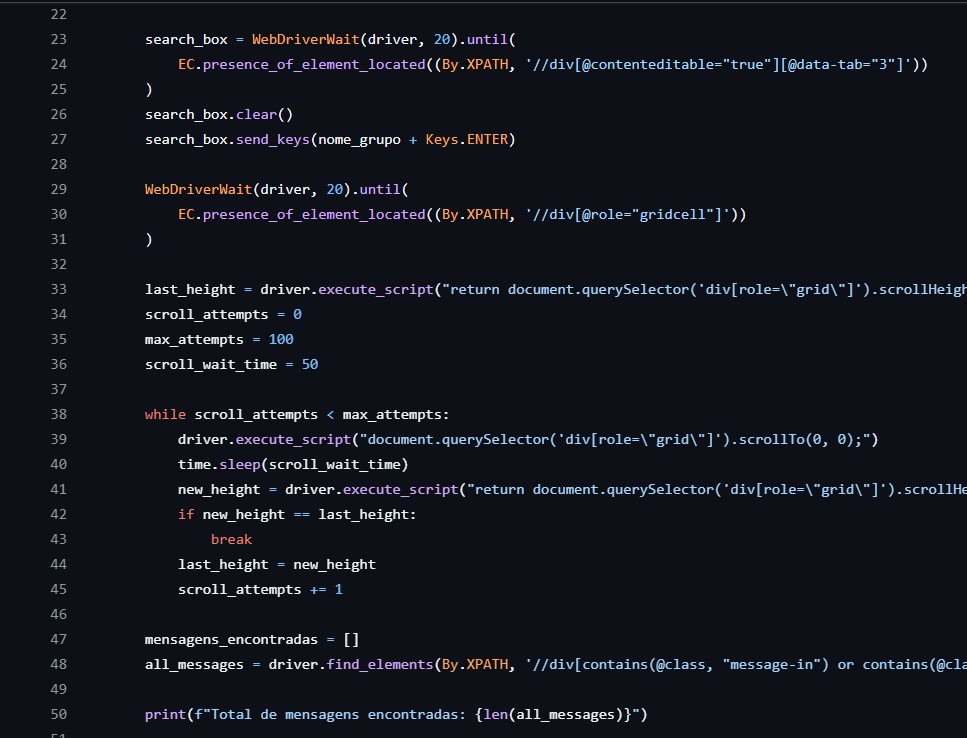 22
23 search_box = WebDriverWait(driver, 20).until(
24 EC.presence_of_element_located((By.XPATH, '//div[@contenteditable="true"][@data-tab="3"]'))
25 )
26 search_box.clear()
27 search_box.send_keys(nome_grupo + Keys.ENTER)
28
29 WebDriverWait(driver, 20).until(
30 EC.presence_of_element_located((By.XPATH, '//div[@role="gridcell"]'))
31 )
32
33 last_height = driver.execute_script("return document.querySelector('div[role=\"grid\"]').scrollHeigh
34 scroll_attempts = 0
35 max_attempts = 100
36 scroll_wait_time = 50
37
38 while scroll_attempts < max_attempts:
39 driver.execute_script("document.querySelector('div[role=\"grid\"]').scrollTo(0, 0);")
40 time.sleep(scroll_wait_time)
41 new_height = driver.execute_script("return document.querySelector('div[role=\"grid\"]').scrollHe
42 if new_height == last_height:
43 break
44 last_height = new_height
45 scroll_attempts += 1
46
47 mensagens_encontradas = []
48 all_messages = driver.find_elements(By.XPATH, '//div[contains(@class, "message-in") or contains(@cla
49
50 print(f"Total de mensagens encontradas: {len(all_messages)}")
51